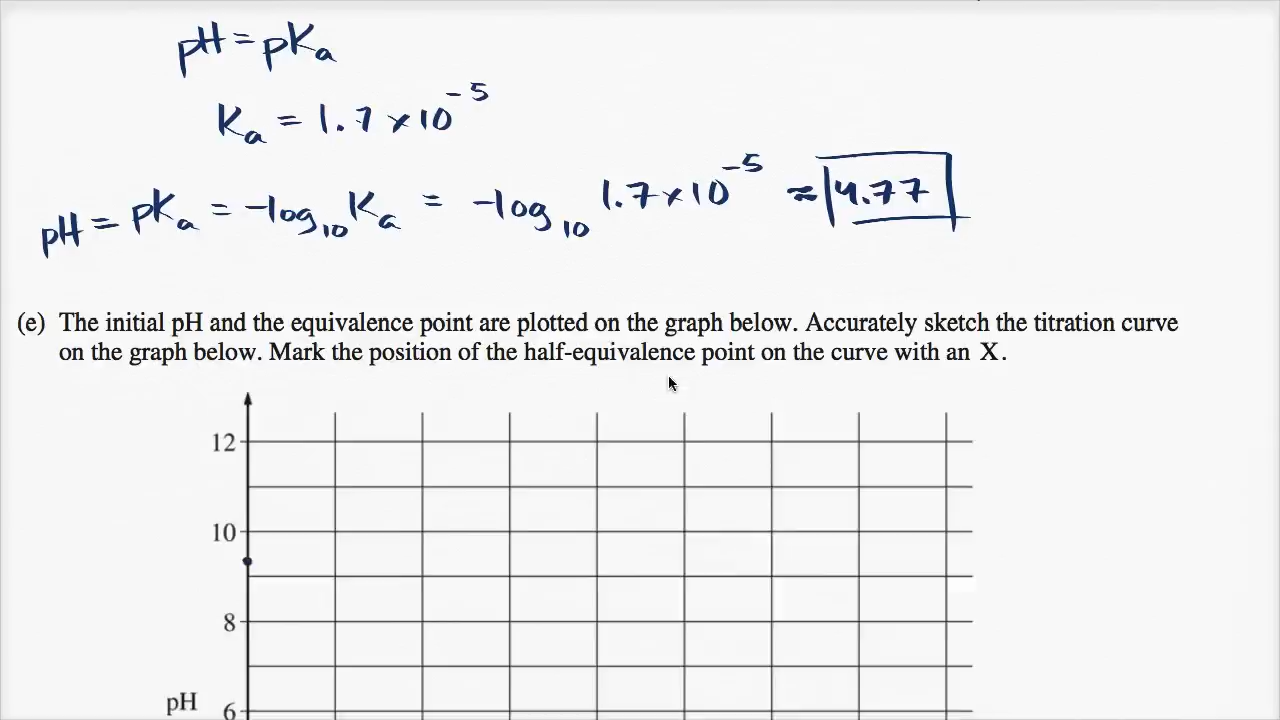 pH = pKa
Ka = 1.7 × 10^-5
pH = pKa = -log10 Ka = -log10 1.7 × 10^-5 ≈ 4.77
(e) The initial pH and the equivalence point are plotted on the graph below. Accurately sketch the titration curve
on the graph below. Mark the position of the half-equivalence point on the curve with an X.
12
10
8
pH 6